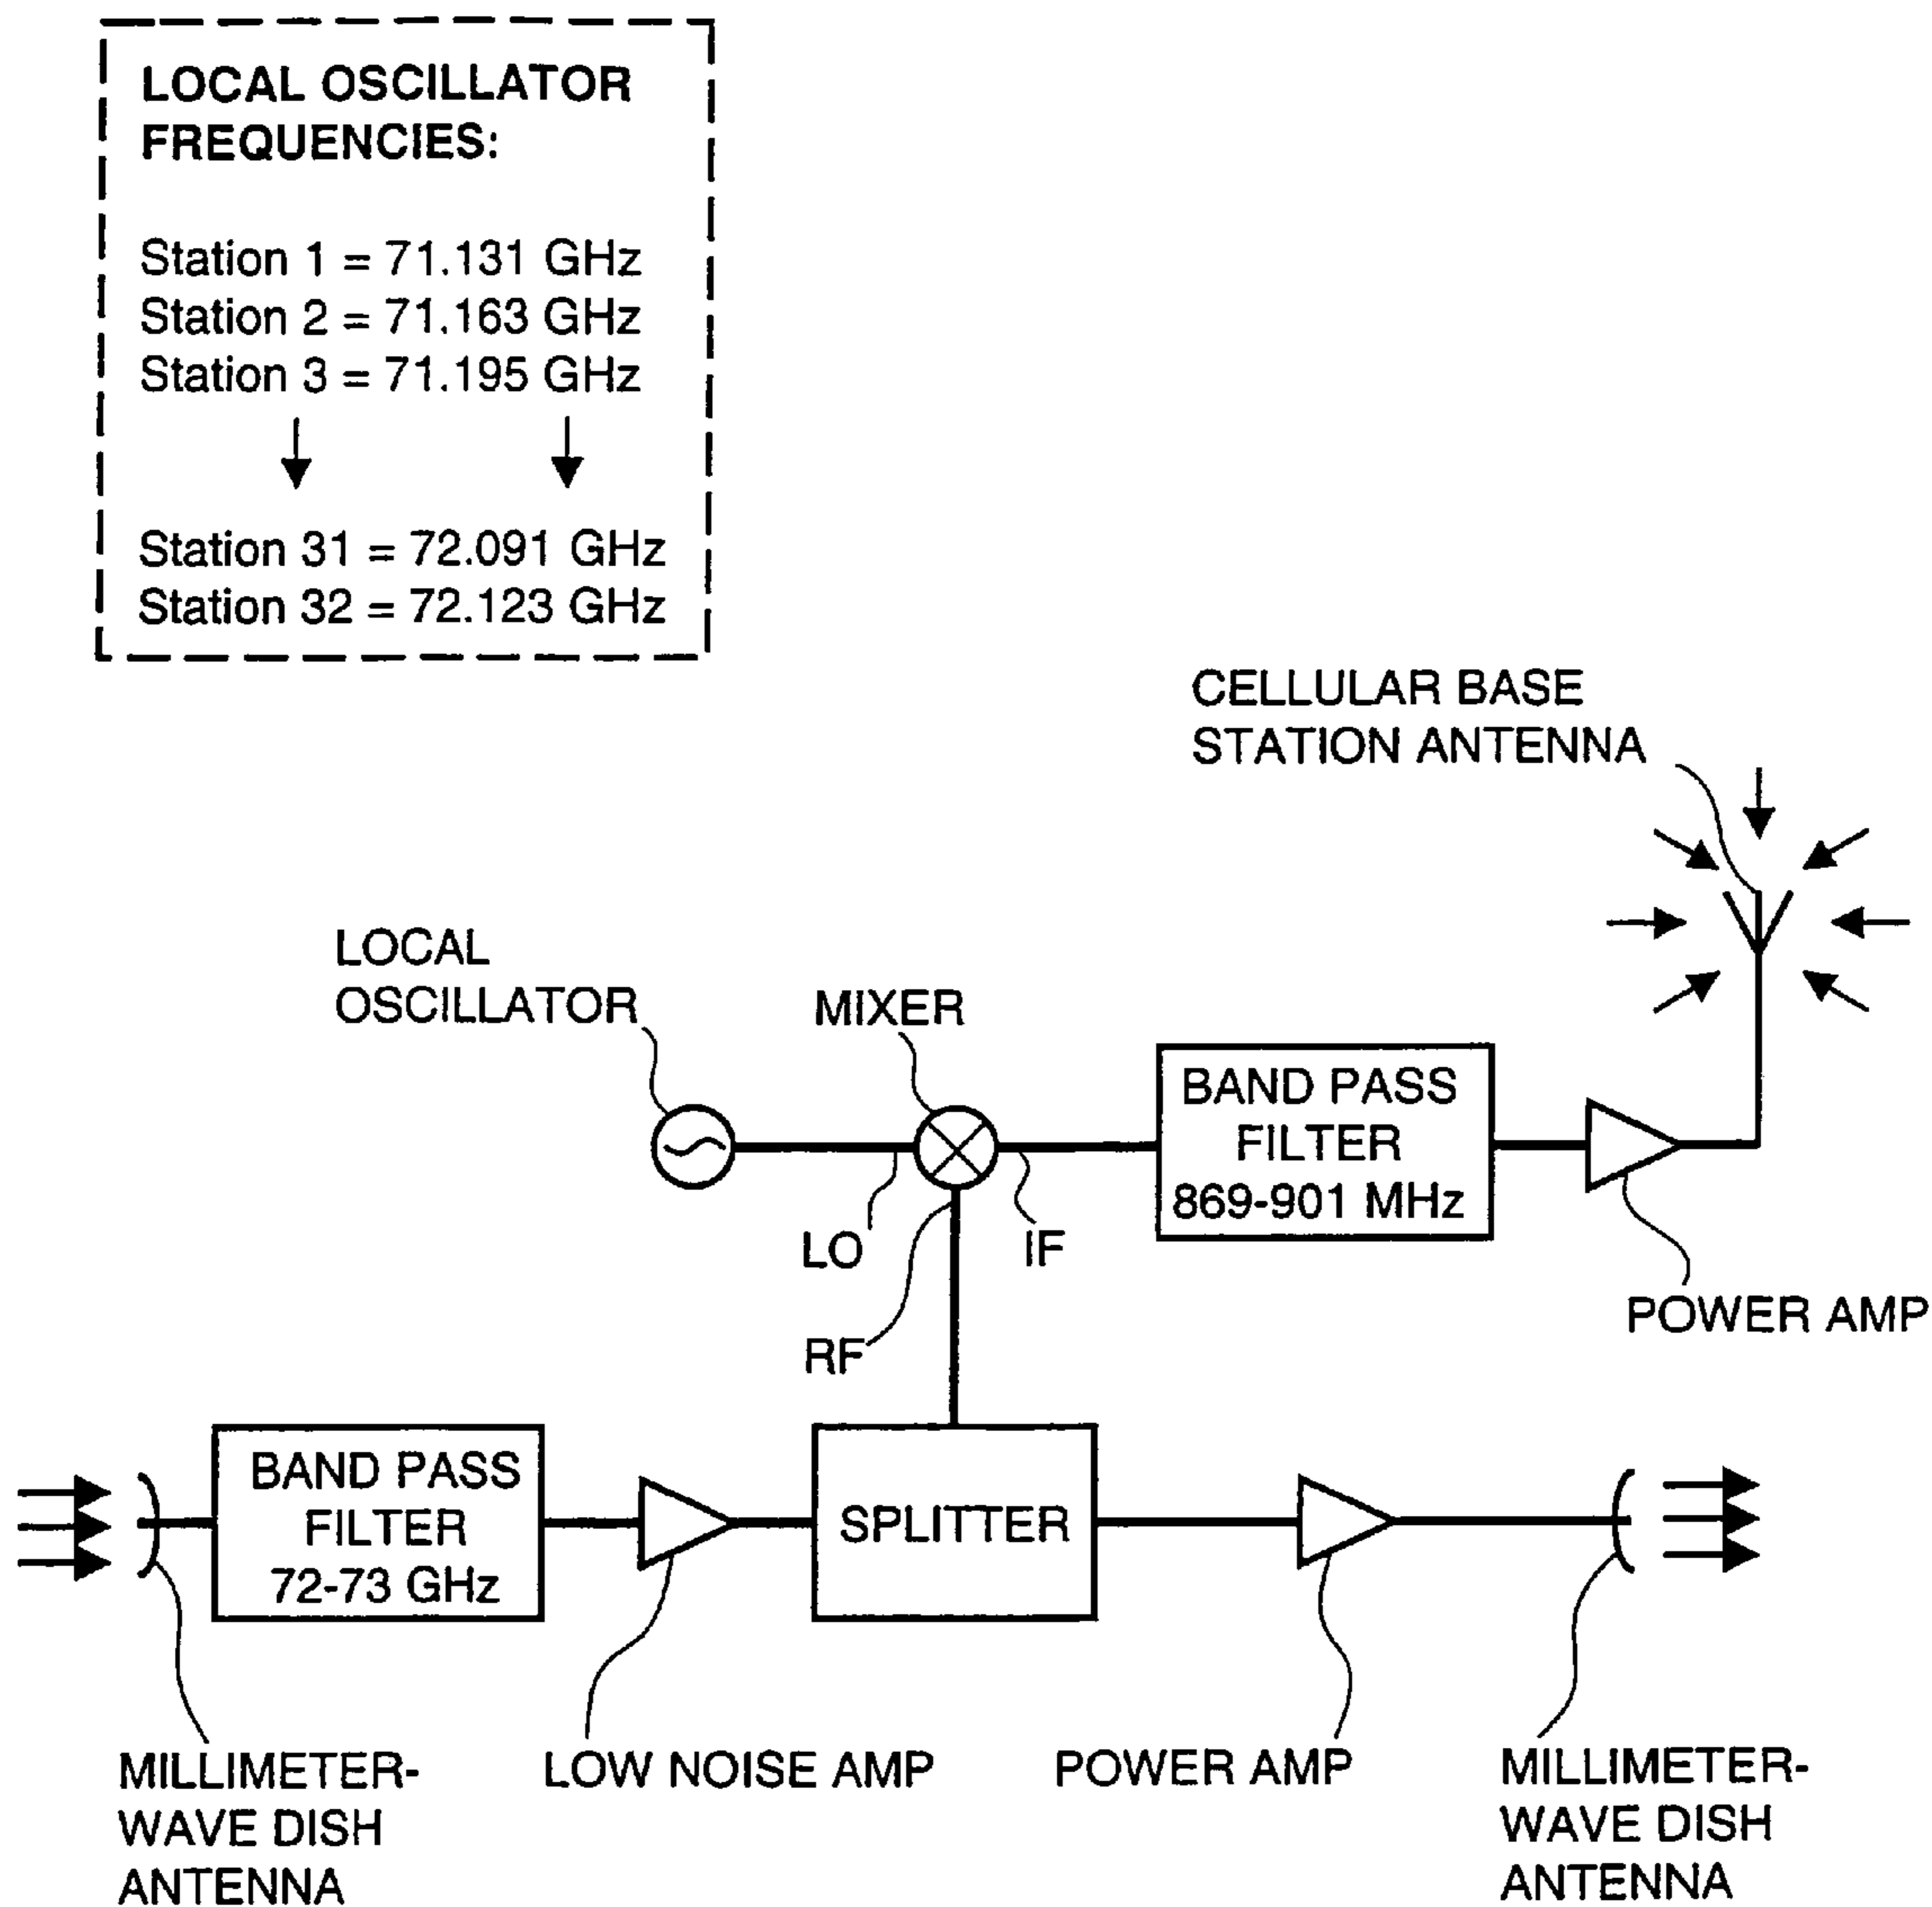 LOCAL OSCILLATOR
FREQUENCIES:
Station 1 = 71.131 GHz
Station 2 = 71.163 GHz
Station 3 = 71.195 GHz
Station 31 = 72.091 GHz
Station 32 = 72.123 GHz
CELLULAR BASE
STATION ANTENNA
LOCAL
OSCILLATOR
MIXER
BAND PASS
FILTER
869-901 MHz
LO
IF
RF
POWER AMP
BAND PASS
FILTER
72-73 GHz
SPLITTER
MILLIMETER-
WAVE DISH
ANTENNA
LOW NOISE AMP
POWER AMP
MILLIMETER-
WAVE DISH
ANTENNA